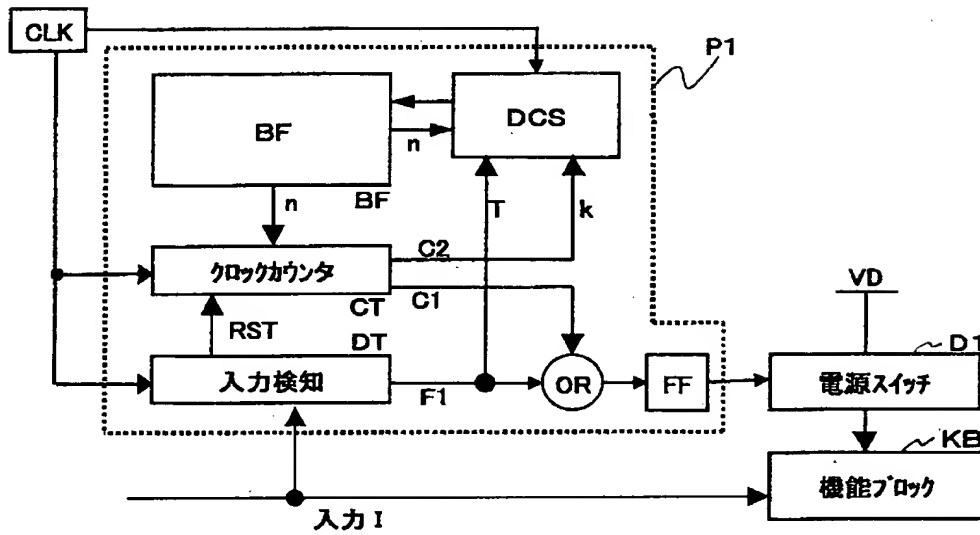 CLK
P1
BF
DCS
n
n
BF
T
k
クロックカウンタ
C2
CT
C1
RST
DT
入力検知
F1
OR
FF
VD
D1
電源スイッチ
KB
機能ブロック
入力 I